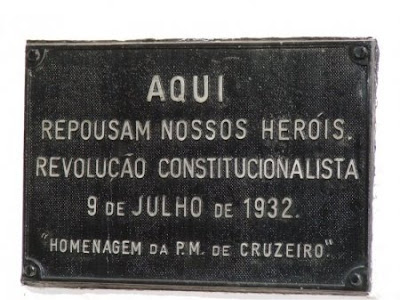 AQUI
REPOUSAM NOSSOS HERÓIS.
REVOLUÇÃO CONSTITUCIONALISTA
9 DE JULHO DE 1932.
"HOMENAGEM DA P.M. DE CRUZEIRO".